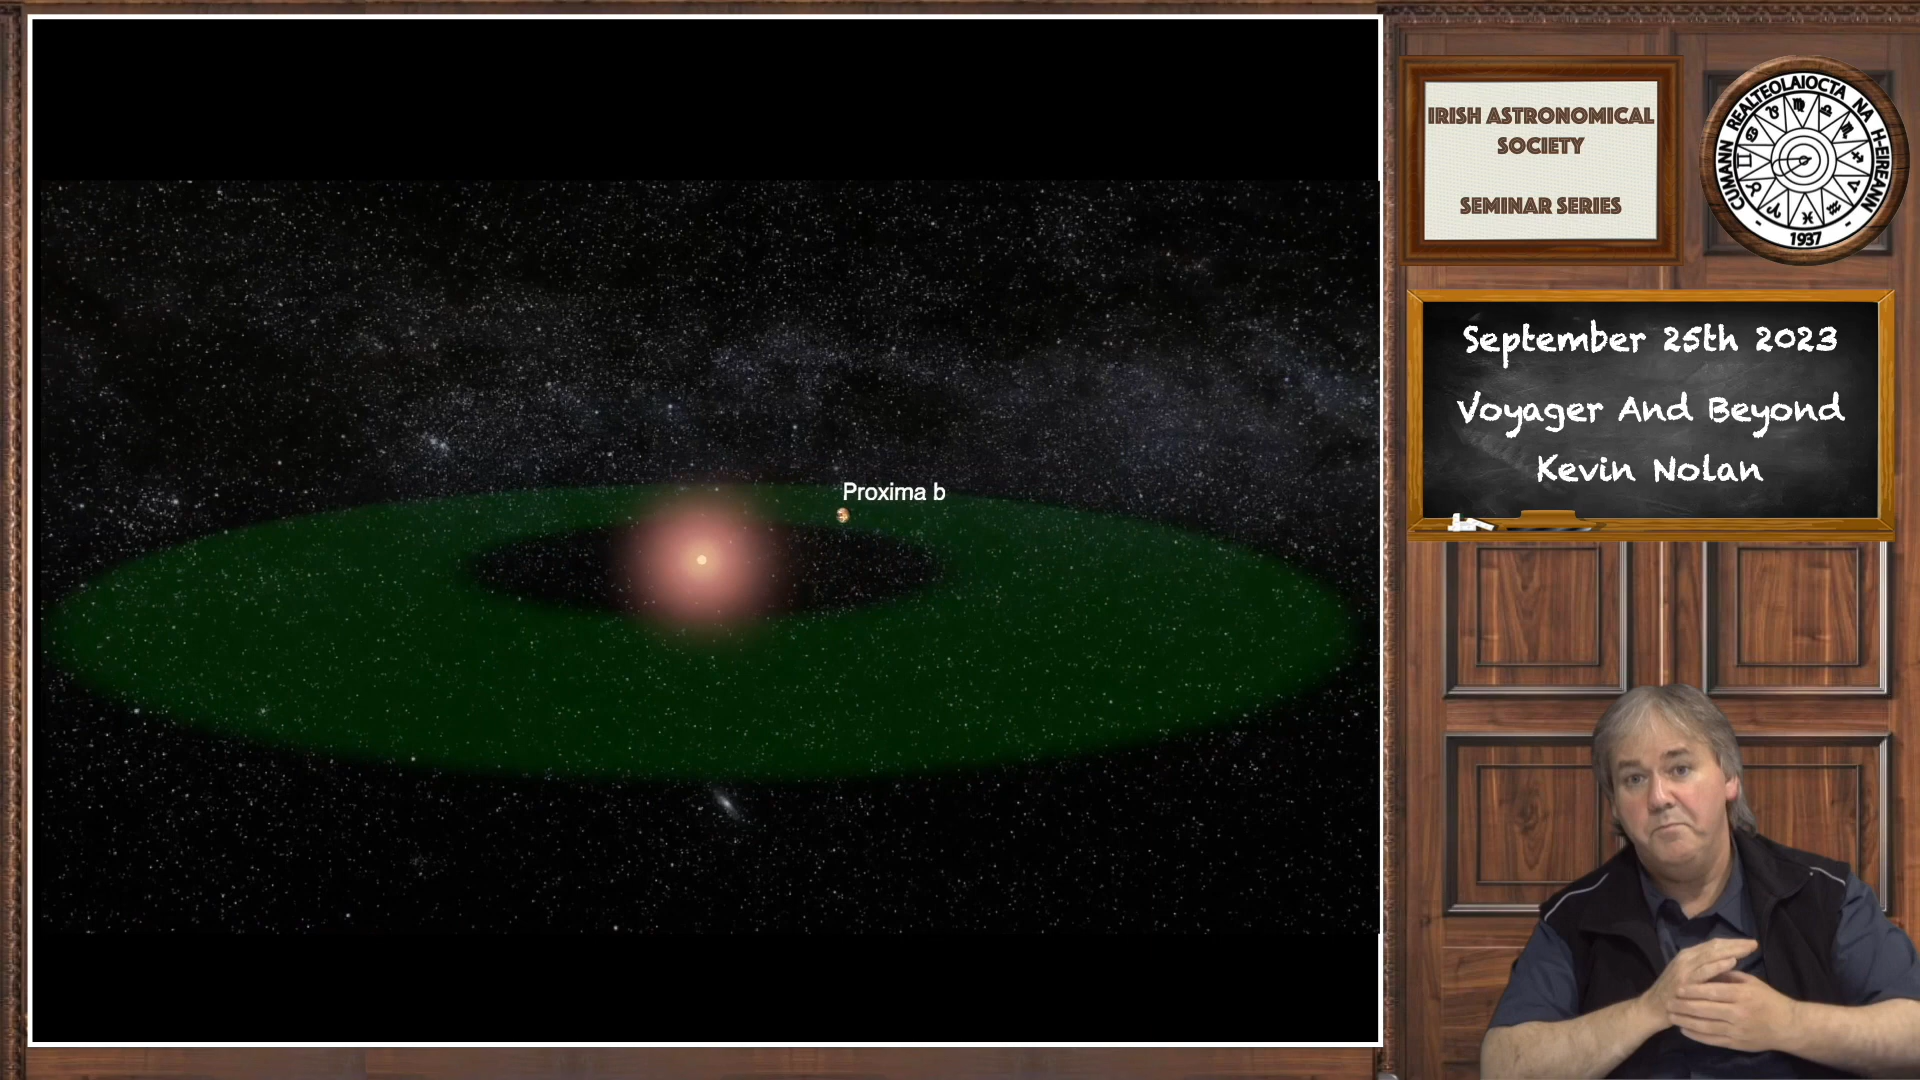 Proxima b
IRISH ASTRONOMICAL
SOCIETY
SEMINAR SERIES
CUMANN REALTEOLAIOCTA NA H-EIREANN
- 1937 -
September 25th 2023
Voyager And Beyond
Kevin Nolan